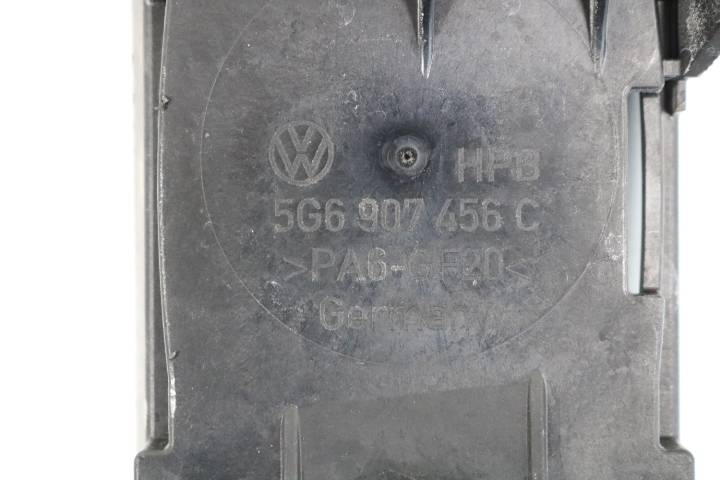 HPB
5G6 907 456 C
>PA6-GF20<
Germany